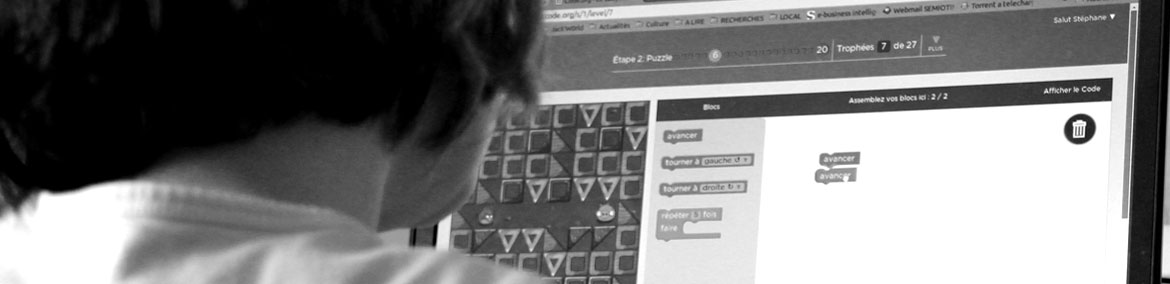 code.org/s/1/level/7
Actualités Culture A LIRE RECHERCHES LOCAL e-business intellig Webmail SEMIOTI Torrent a telecharg
Salut Stéphane ▼
Étape 2: Puzzle 6 20 Trophées 7 de 27 PLUS
Blocs Assemblez vos blocs ici : 2 / 2 Afficher le Code
avancer
tourner à gauche
tourner à droite
répéter fois
faire
avancer
avancer